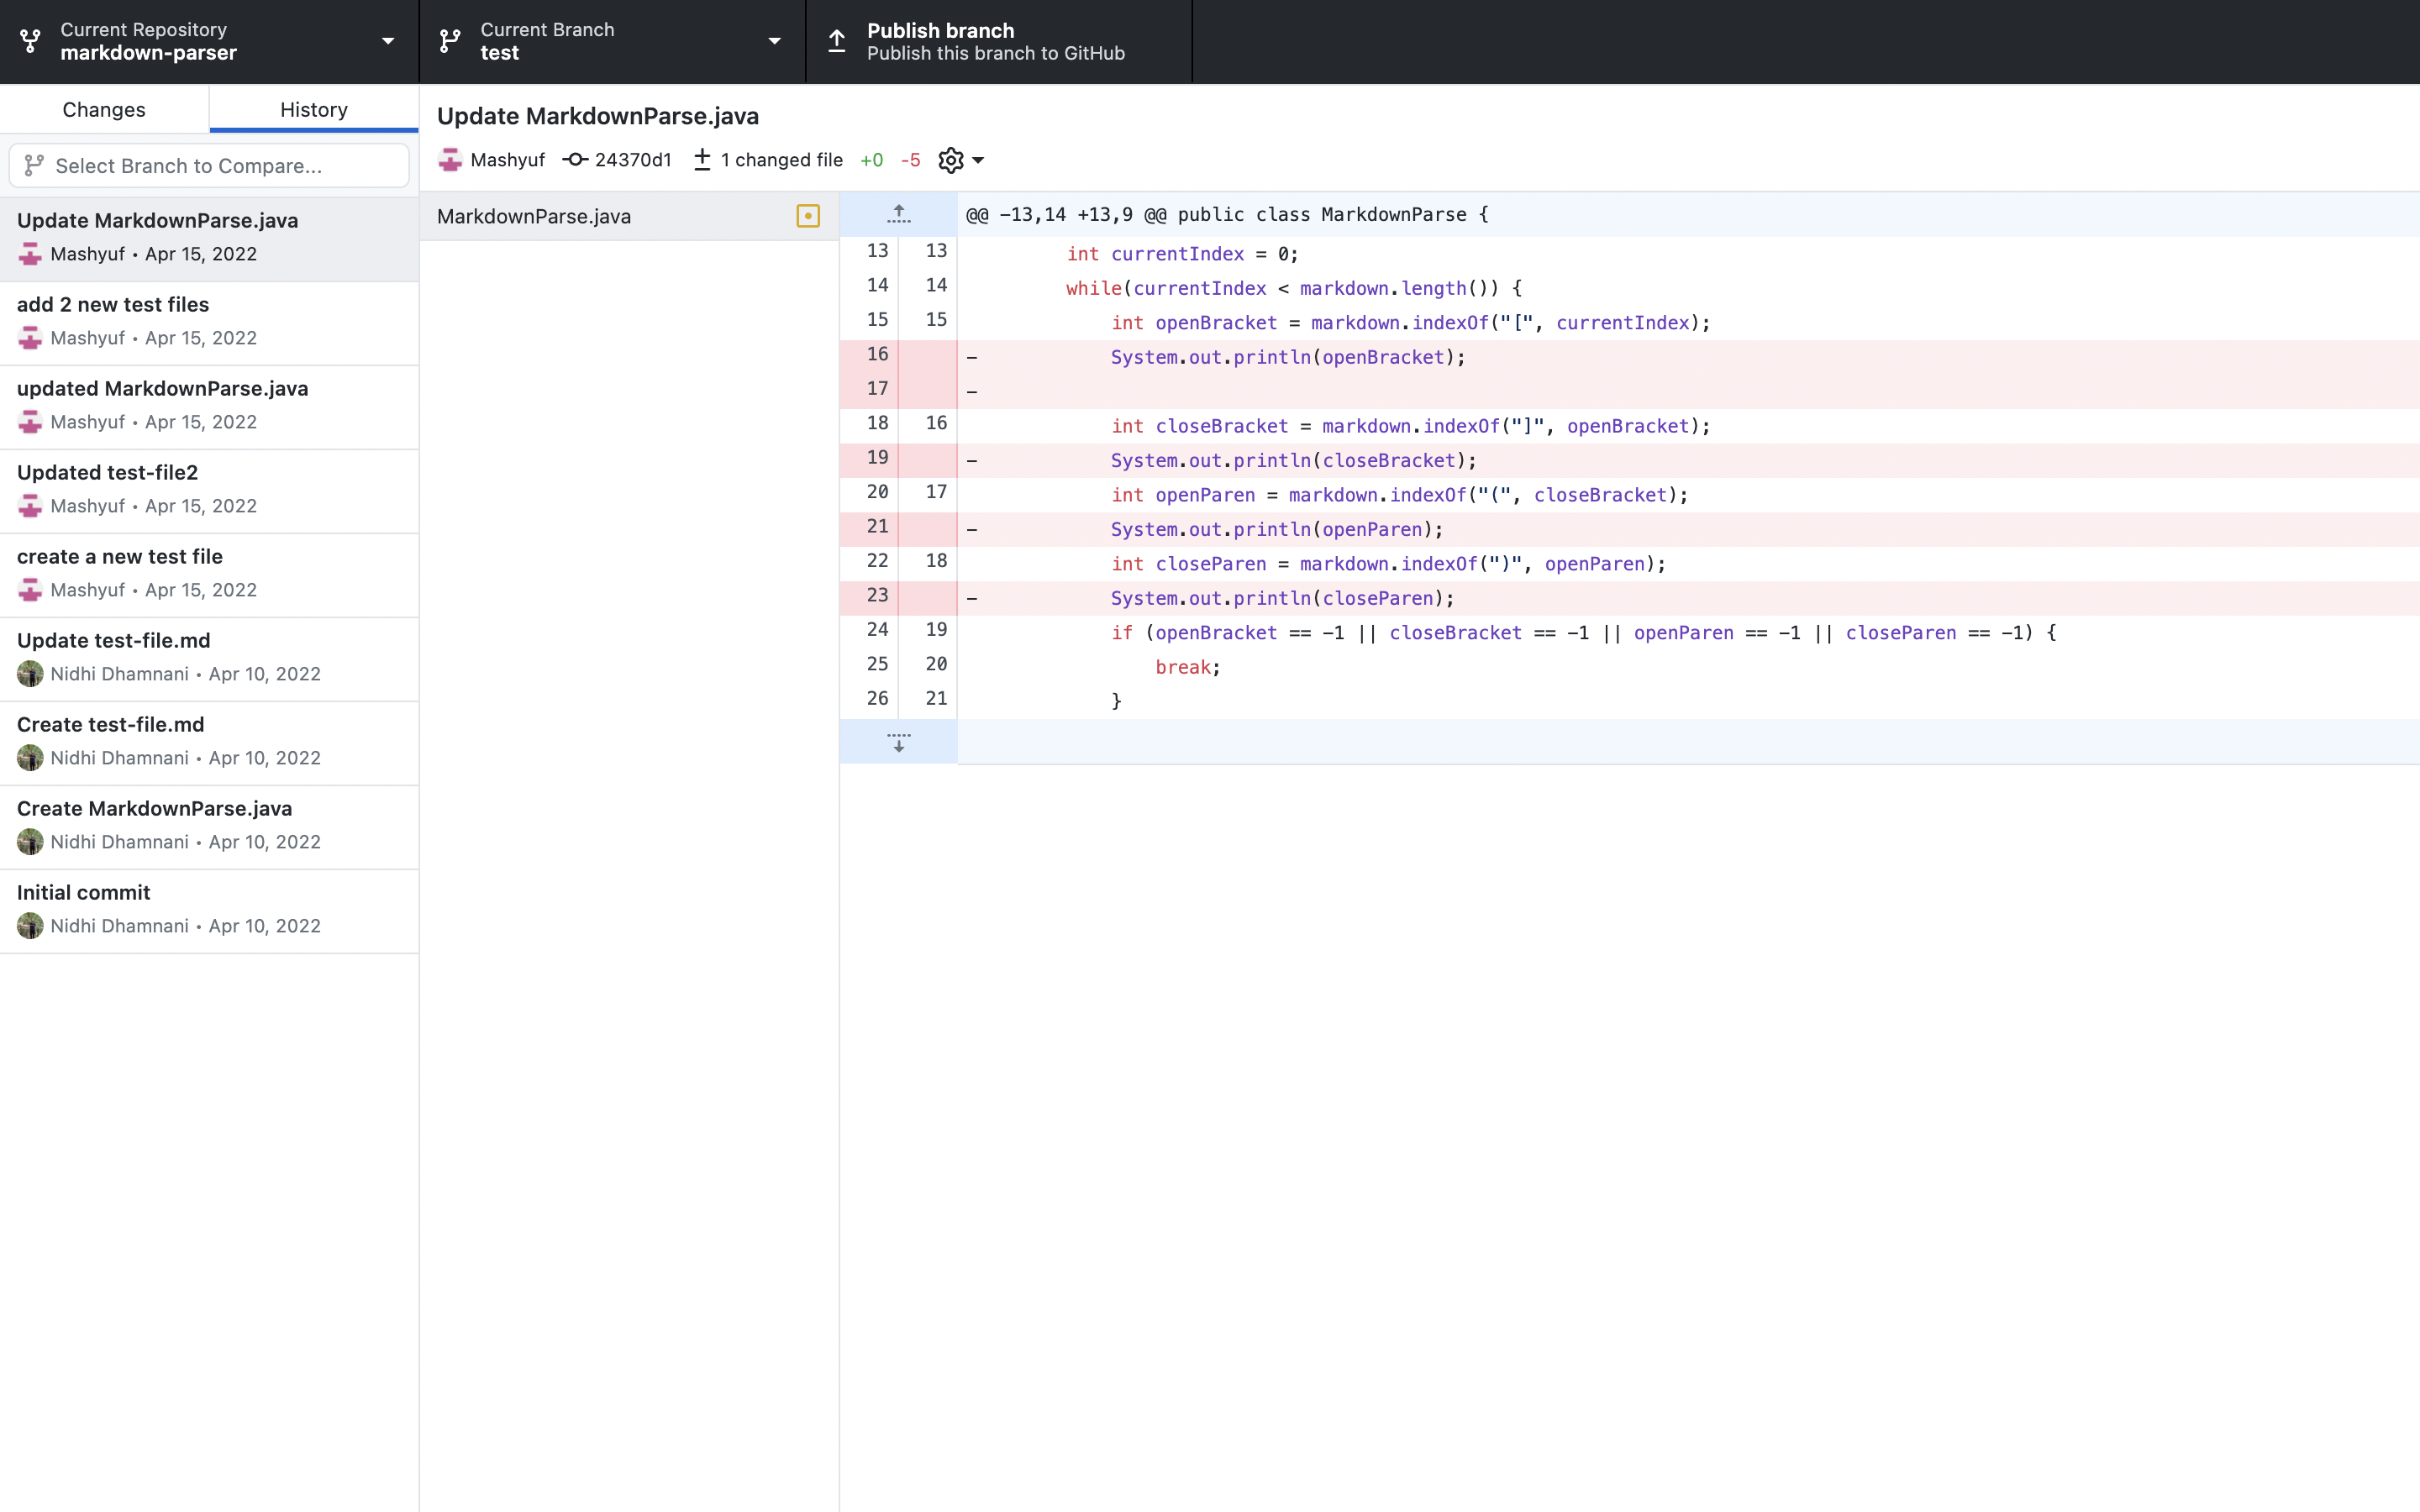 Current Repository
markdown-parser
Current Branch
test
Publish branch
Publish this branch to GitHub
Changes
History
Select Branch to Compare...
Update MarkdownParse.java
Mashyuf • Apr 15, 2022
add 2 new test files
Mashyuf • Apr 15, 2022
updated MarkdownParse.java
Mashyuf • Apr 15, 2022
Updated test-file2
Mashyuf • Apr 15, 2022
create a new test file
Mashyuf • Apr 15, 2022
Update test-file.md
Nidhi Dhamnani • Apr 10, 2022
Create test-file.md
Nidhi Dhamnani • Apr 10, 2022
Create MarkdownParse.java
Nidhi Dhamnani • Apr 10, 2022
Initial commit
Nidhi Dhamnani • Apr 10, 2022
Update MarkdownParse.java
Mashyuf 24370d1 1 changed file +0 -5
MarkdownParse.java
@@ -13,14 +13,9 @@ public class MarkdownParse {
13 13 int currentIndex = 0;
14 14 while(currentIndex < markdown.length()) {
15 15 int openBracket = markdown.indexOf("[", currentIndex);
16 - System.out.println(openBracket);
17 -
18 16 int closeBracket = markdown.indexOf("]", openBracket);
19 - System.out.println(closeBracket);
20 17 int openParen = markdown.indexOf("(", closeBracket);
21 - System.out.println(openParen);
22 18 int closeParen = markdown.indexOf(")", openParen);
23 - System.out.println(closeParen);
24 19 if (openBracket == -1 || closeBracket == -1 || openParen == -1 || closeParen == -1) {
25 20 break;
26 21 }